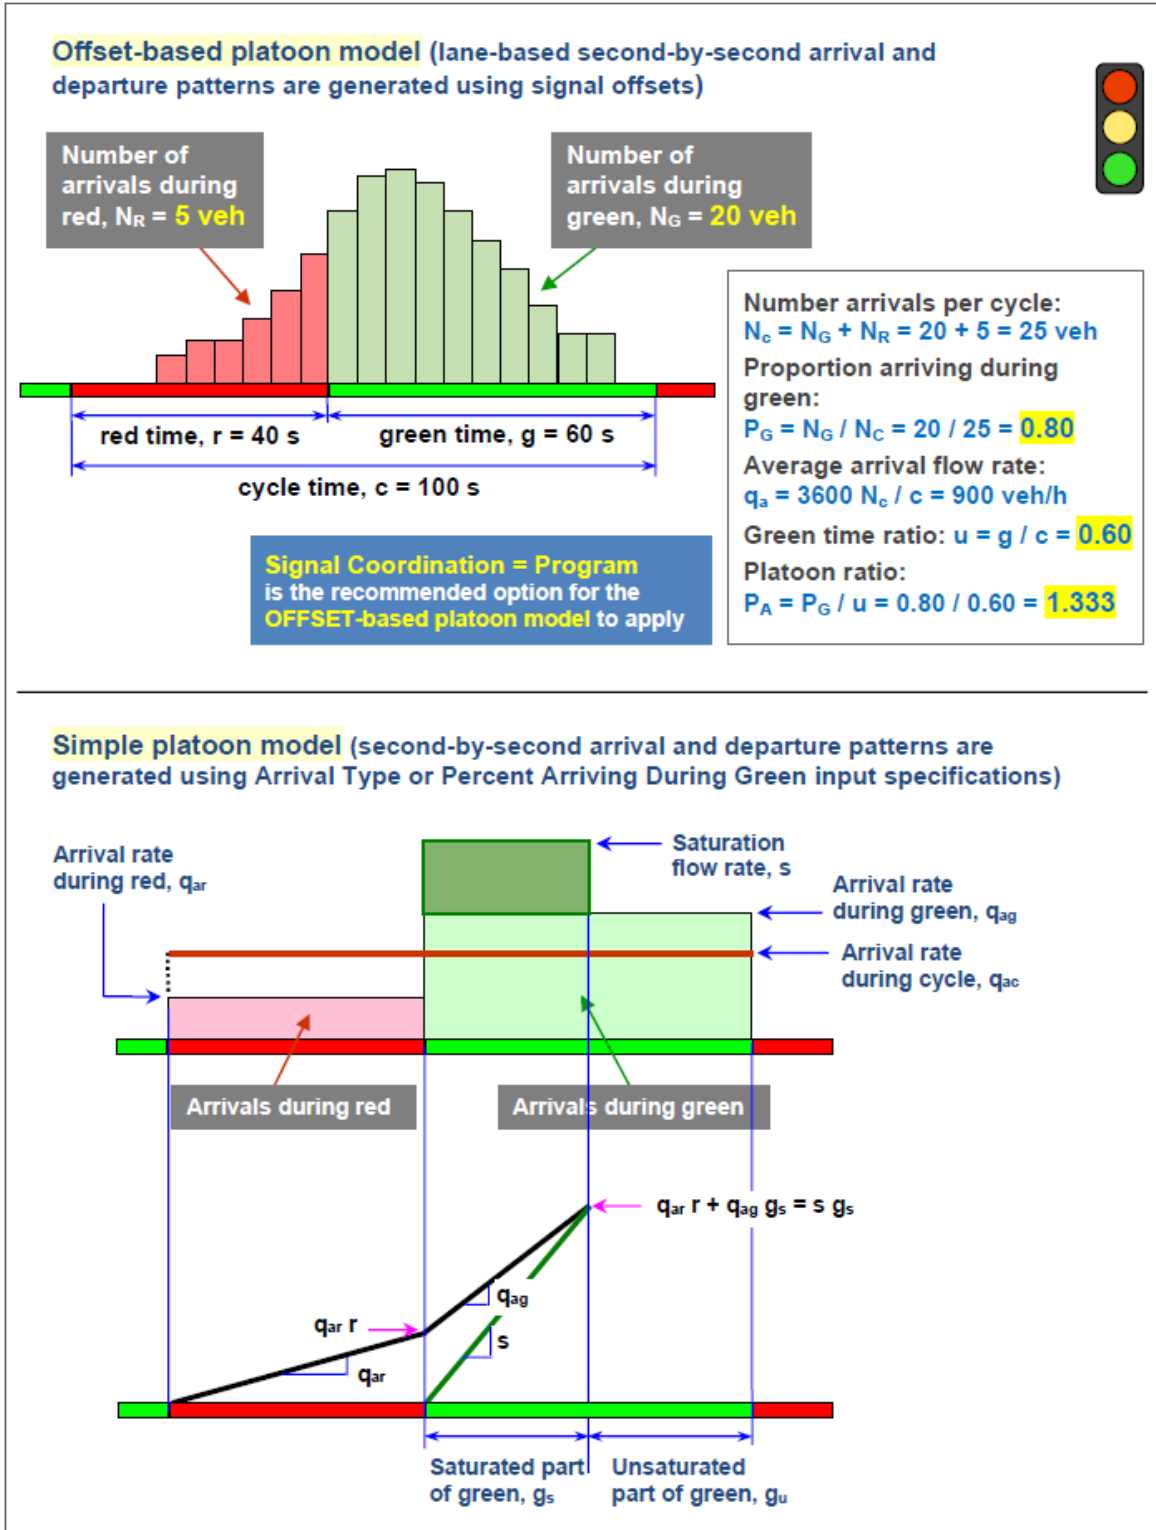 Offset-based platoon model (lane-based second-by-second arrival and
departure patterns are generated using signal offsets)
Number of
arrivals during
red, NR = 5 veh
Number of
arrivals during
green, NG = 20 veh
Number arrivals per cycle:
Nc = NG + NR = 20 + 5 = 25 veh
Proportion arriving during
green:
PG = NG / NC = 20 / 25 = 0.80
Average arrival flow rate:
qa = 3600 Nc / c = 900 veh/h
Green time ratio: u = g / c = 0.60
Platoon ratio:
PA = PG / u = 0.80 / 0.60 = 1.333
red time, r = 40 s
green time, g = 60 s
cycle time, c = 100 s
Signal Coordination = Program
is the recommended option for the
OFFSET-based platoon model to apply
Simple platoon model (second-by-second arrival and departure patterns are
generated using Arrival Type or Percent Arriving During Green input specifications)
Arrival rate
during red, qar
Saturation
flow rate, s
Arrival rate
during green, qag
Arrival rate
during cycle, qac
Arrivals during red
Arrivals during green
qar r + qag gs = s gs
qag
qar r
s
qar
Saturated part
of green, gs
Unsaturated
part of green, gu